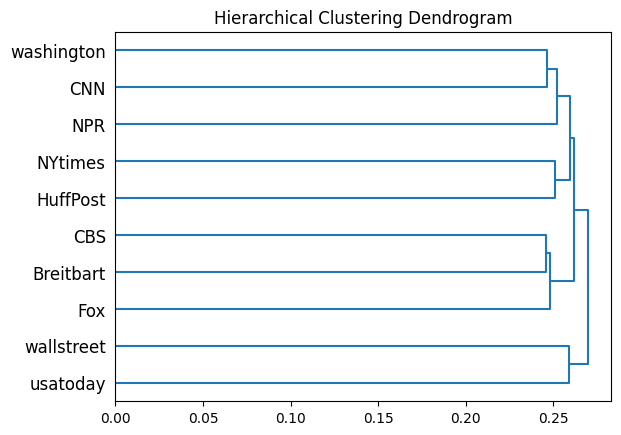 Hierarchical Clustering Dendrogram
washington
CNN
NPR
NYtimes
HuffPost
CBS
Breitbart
Fox
wallstreet
usatoday
0.00 0.05 0.10 0.15 0.20 0.25